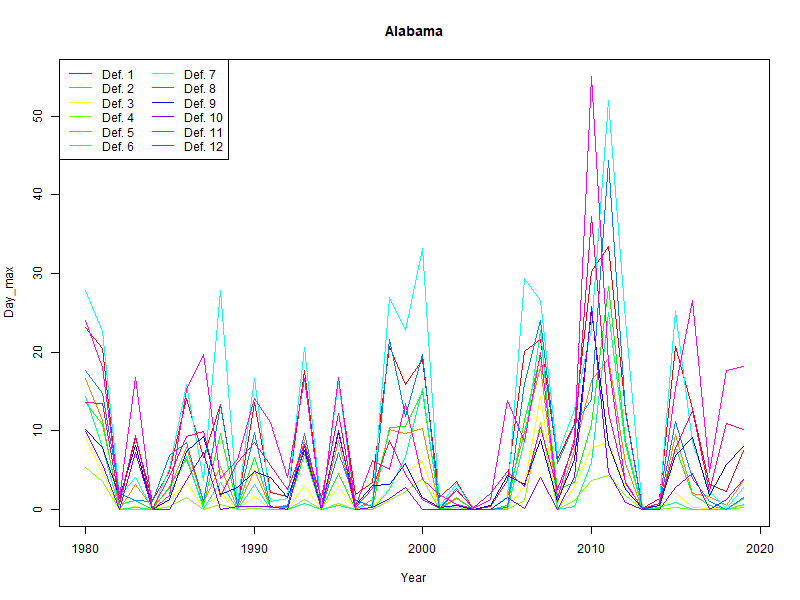 Alabama
Def. 1 Def. 7
Def. 2 Def. 8
Def. 3 Def. 9
Def. 4 Def. 10
Def. 5 Def. 11
Def. 6 Def. 12
Day_max
50
40
30
20
10
0
1980 1990 2000 2010 2020
Year